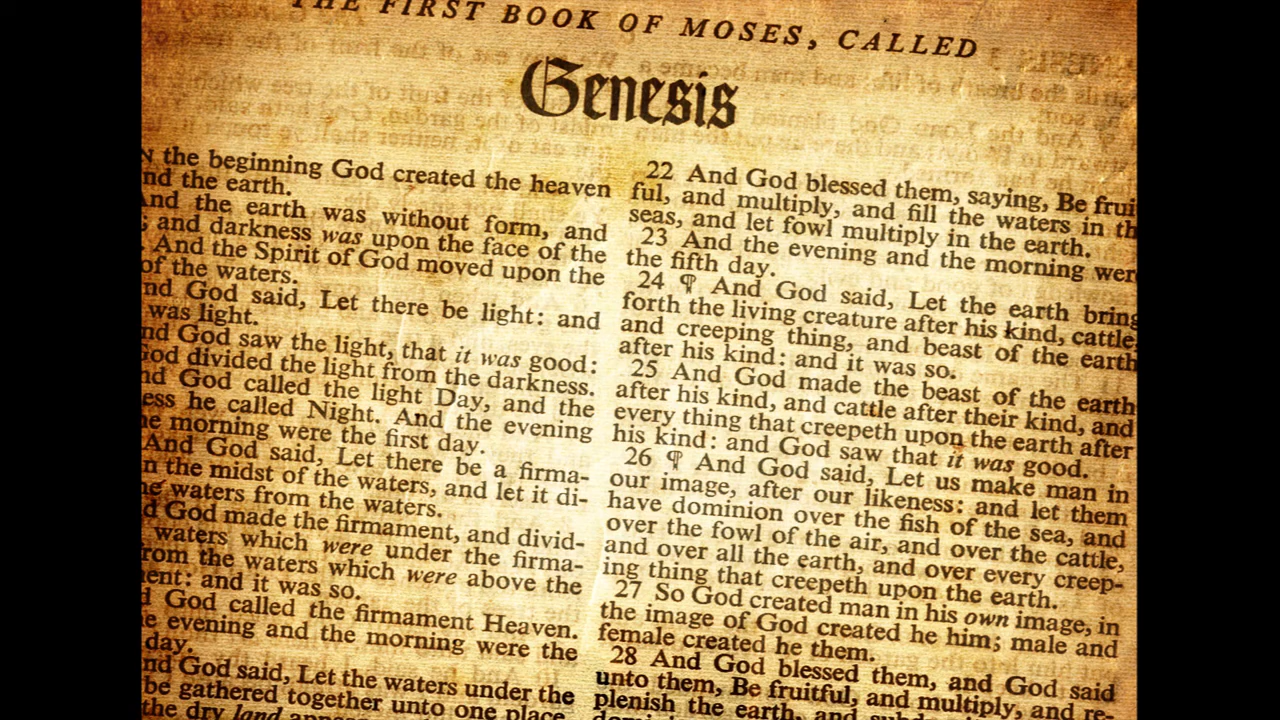 THE FIRST BOOK OF MOSES, CALLED
Genesis
N the beginning God created the heaven
nd the earth.
And the earth was without form, and
; and darkness was upon the face of the
. And the Spirit of God moved upon the
of the waters.
nd God said, Let there be light: and
was light.
nd God saw the light, that it was good:
God divided the light from the darkness.
nd God called the light Day, and the
ess he called Night. And the evening
he morning were the first day.
And God said, Let there be a firma-
n the midst of the waters, and let it di-
he waters from the waters.
d God made the firmament, and divid-
waters which were under the firma-
rom the waters which were above the
ent: and it was so.
d God called the firmament Heaven.
e evening and the morning were the
day.
nd God said, Let the waters under the
be gathered together unto one place,
the dry land appear
22 And God blessed them, saying, Be frui
ful, and multiply, and fill the waters in th
seas, and let fowl multiply in the earth.
23 And the evening and the morning were
the fifth day.
24 ¶ And God said, Let the earth bring
forth the living creature after his kind, cattle,
and creeping thing, and beast of the earth
after his kind: and it was so.
25 And God made the beast of the earth
after his kind, and cattle after their kind, and
every thing that creepeth upon the earth after
his kind: and God saw that it was good.
26 ¶ And God said, Let us make man in
our image, after our likeness: and let them
have dominion over the fish of the sea, and
over the fowl of the air, and over the cattle,
and over all the earth, and over every creep-
ing thing that creepeth upon the earth.
27 So God created man in his own image, in
the image of God created he him; male and
female created he them.
28 And God blessed them, and God said
unto them, Be fruitful, and multiply, and re-
plenish the earth, and subdue